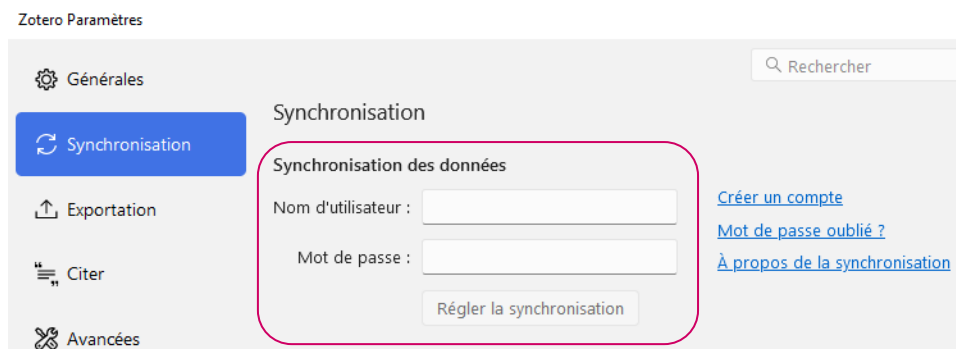 Zotero Paramètres
Rechercher
Générales
Synchronisation
Exportation
Citer
Avancées
Synchronisation
Synchronisation des données
Nom d'utilisateur :
Mot de passe :
Régler la synchronisation
Créer un compte
Mot de passe oublié ?
À propos de la synchronisation